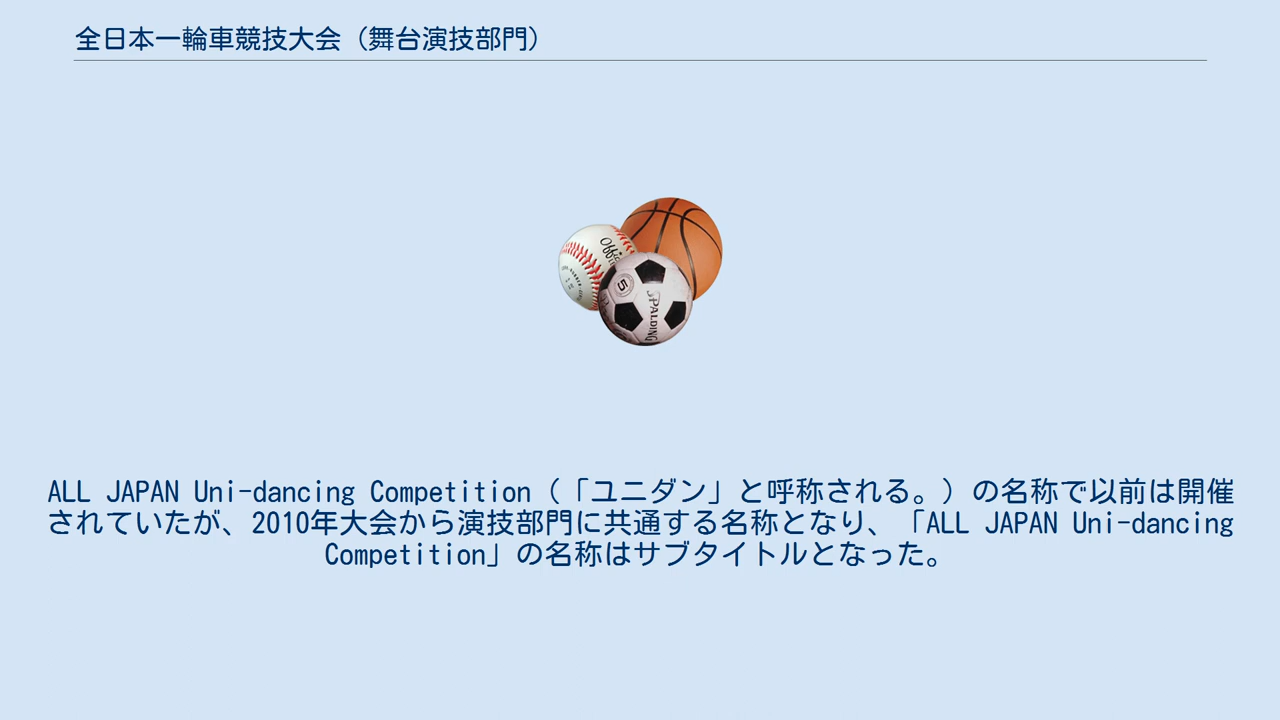 全日本一輪車競技大会（舞台演技部門）
Offic
5
SPALDING
ALL JAPAN Uni-dancing Competition（「ユニダン」と呼称される。）の名称で以前は開催
されていたが、2010年大会から演技部門に共通する名称となり、「ALL JAPAN Uni-dancing
Competition」の名称はサブタイトルとなった。